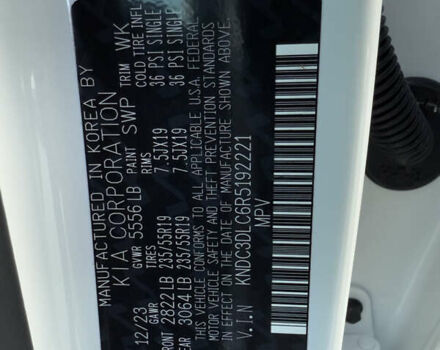 MANUFACTURED IN KOREA BY
KIA CORPORATION
12/23 GVWR 5556 LB PAINT SWP TRIM WK
GAWR TIRES RIMS COLD TIRE INFL
FRONT 2822 LB 235/55R19 7.5JX19 36 PSI SINGLE
REAR 3064 LB 235/55R19 7.5JX19 36 PSI SINGLE
THIS VEHICLE CONFORMS TO ALL APPLICABLE U.S.A. FEDERAL
MOTOR VEHICLE SAFETY AND THEFT PREVENTION STANDARDS
IN EFFECT ON THE DATE OF MANUFACTURE SHOWN ABOVE.
V.I.N KNDC3DLC6R5192221
MPV